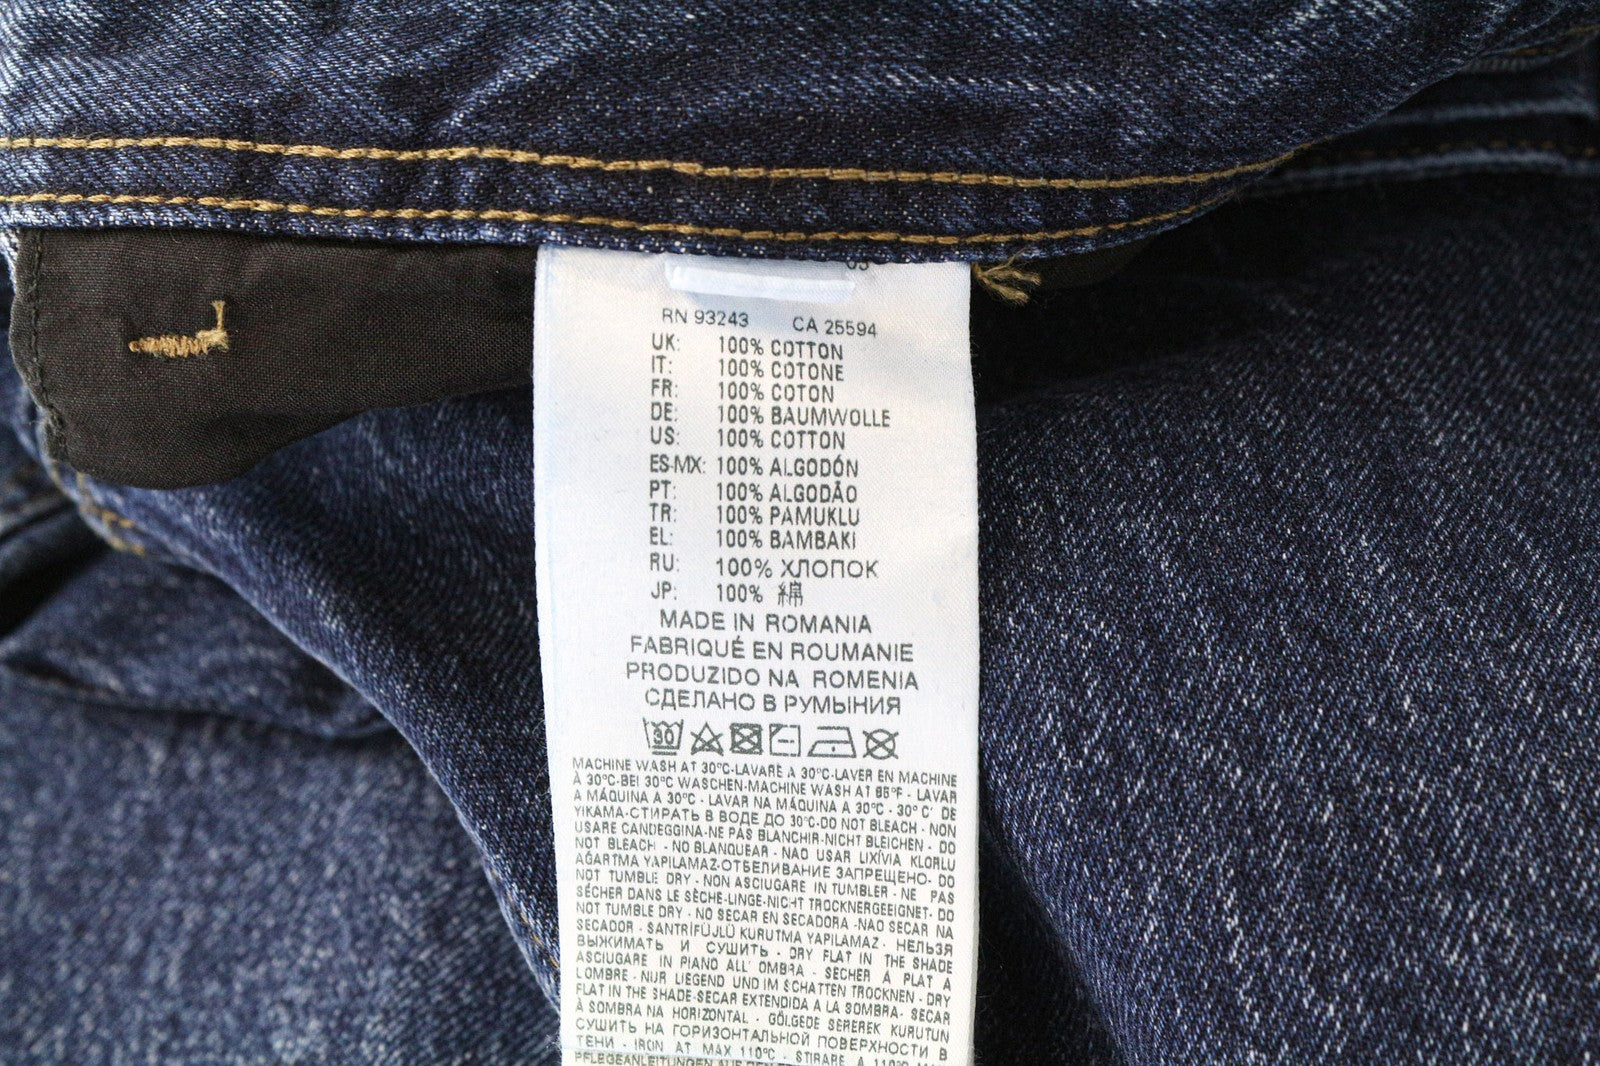 03
RN 93243 CA 25594
UK: 100% COTTON
IT: 100% COTONE
FR: 100% COTON
DE: 100% BAUMWOLLE
US: 100% COTTON
ES-MX: 100% ALGODÓN
PT: 100% ALGODÃO
TR: 100% PAMUKLU
EL: 100% BAMBAKI
RU: 100% ХЛОПОК
JP: 100% 綿
MADE IN ROMANIA
FABRIQUÉ EN ROUMANIE
PRODUZIDO NA ROMENIA
СДЕЛАНО В РУМЫНИЯ
30
MACHINE WASH AT 30°C-LAVARE A 30°C-LAVER EN MACHINE
À 30°C-BEI 30°C WASCHEN-MACHINE WASH AT 85°F - LAVAR
A MÁQUINA A 30°C - LAVAR NA MÁQUINA A 30°C - 30° C' DE
YIKAMA-СТИРАТЬ В ВОДЕ ДО 30°C-DO NOT BLEACH - NON
USARE CANDEGGINA-NE PAS BLANCHIR-NICHT BLEICHEN - DO
NOT BLEACH - NO BLANQUEAR - NAO USAR LIXÍVIA KLORLU
AĞARTMA YAPILAMAZ-ОТБЕЛИВАНИЕ ЗАПРЕЩЕНО- DO
NOT TUMBLE DRY - NON ASCIUGARE IN TUMBLER - NE PAS
SÉCHER DANS LE SÈCHE-LINGE-NICHT TROCKNERGEEIGNET- DO
NOT TUMBLE DRY - NO SECAR EN SECADORA -NAO SECAR NA
SECADOR - SANTRİFÜJLÜ KURUTMA YAPILAMAZ - НЕЛЬЗЯ
ВЫЖИМАТЬ И СУШИТЬ - DRY FLAT IN THE SHADE
ASCIUGARE IN PIANO ALL' OMBRA - SÉCHER À PLAT A
LOMBRE - NUR LIEGEND UND IM SCHATTEN TROCKNEN - DRY
FLAT IN THE SHADE-SECAR EXTENDIDA A LA SOMBRA- SECAR
À SOMBRA NA HORIZONTAL - GÖLGEDE SEREREK KURUTUN
СУШИТЬ НА ГОРИЗОНТАЛЬНОЙ ПОВЕРХНОСТИ В
ТЕНИ - IRON AT MAX 110°C - STIRARE A 110°C
PFLEGEANLEITUNGEN AUS DEN